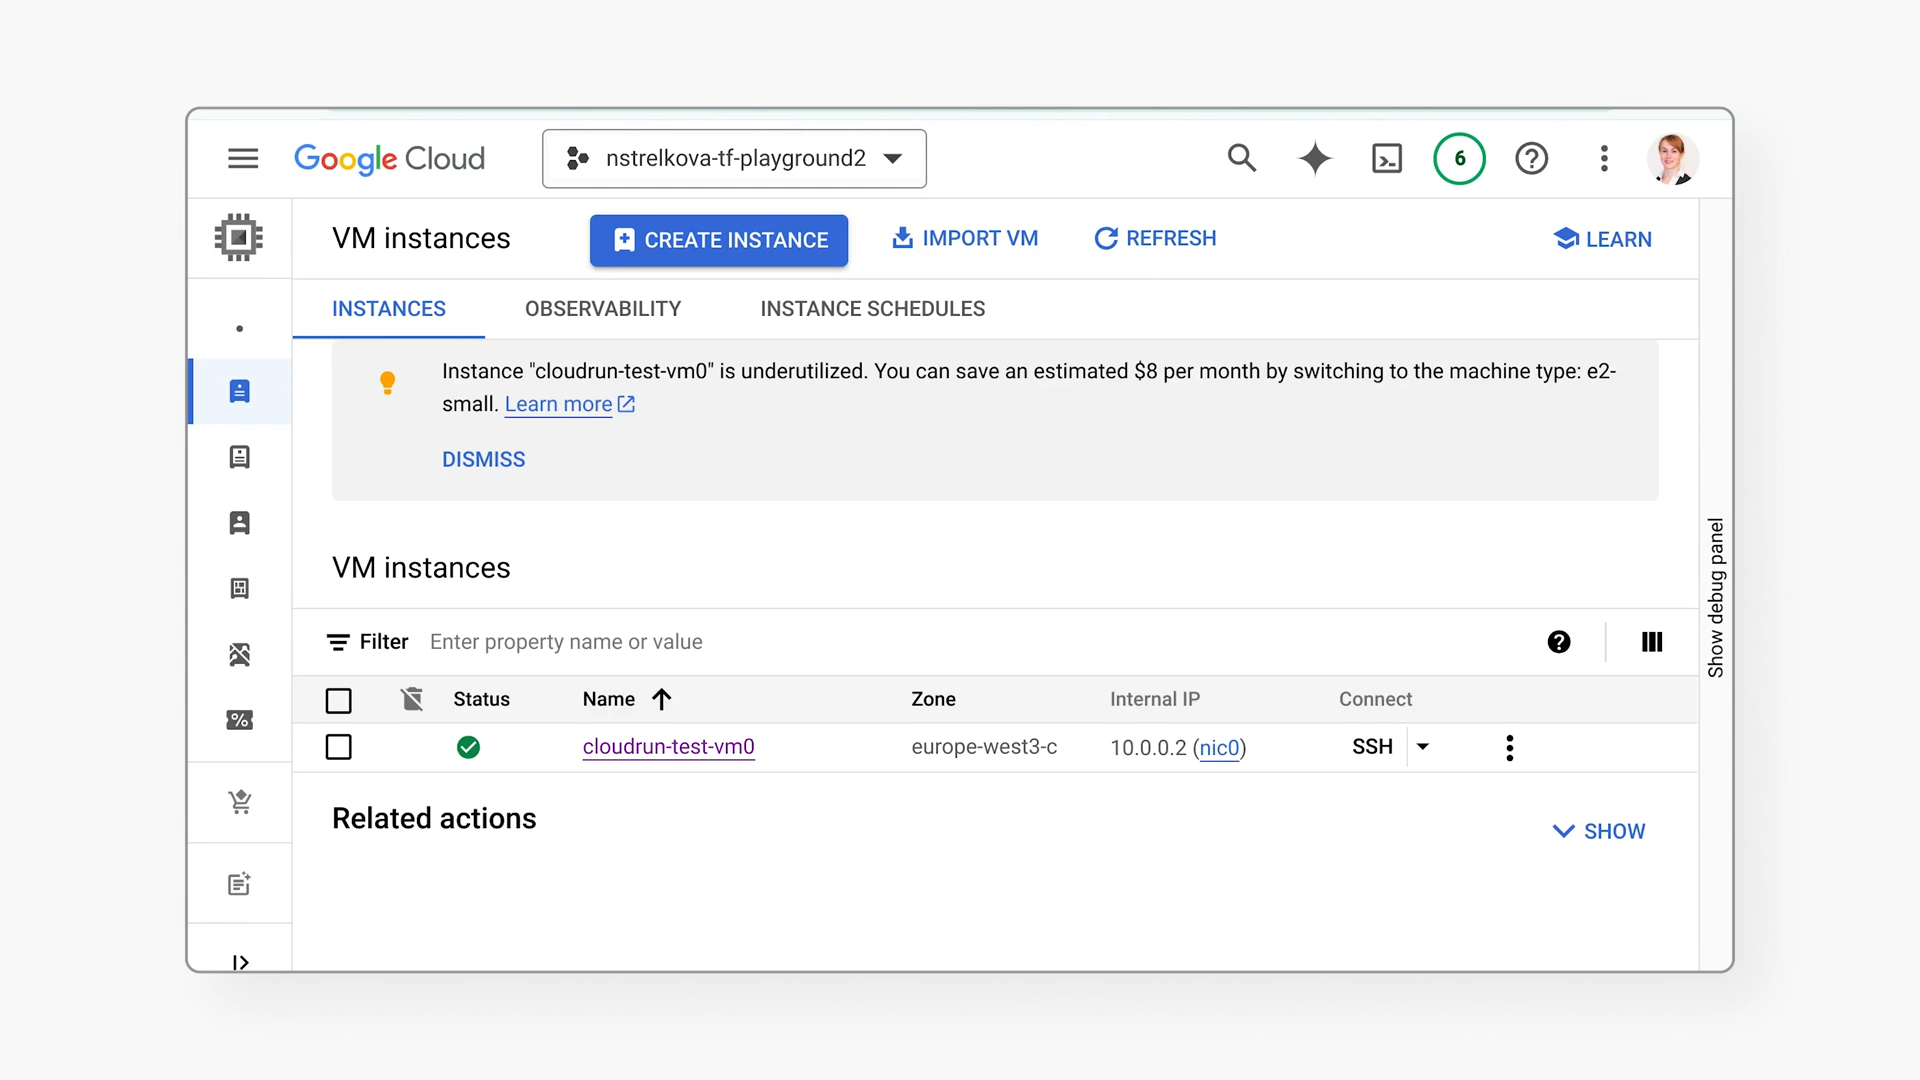 Google Cloud
nstrelkova-tf-playground2
6
VM instances
CREATE INSTANCE
IMPORT VM
REFRESH
LEARN
INSTANCES
OBSERVABILITY
INSTANCE SCHEDULES
Instance "cloudrun-test-vm0" is underutilized. You can save an estimated $8 per month by switching to the machine type: e2-
small. Learn more
DISMISS
VM instances
Filter Enter property name or value
Status Name Zone Internal IP Connect
cloudrun-test-vm0 europe-west3-c 10.0.0.2 (nic0) SSH
Related actions
SHOW
Show debug panel